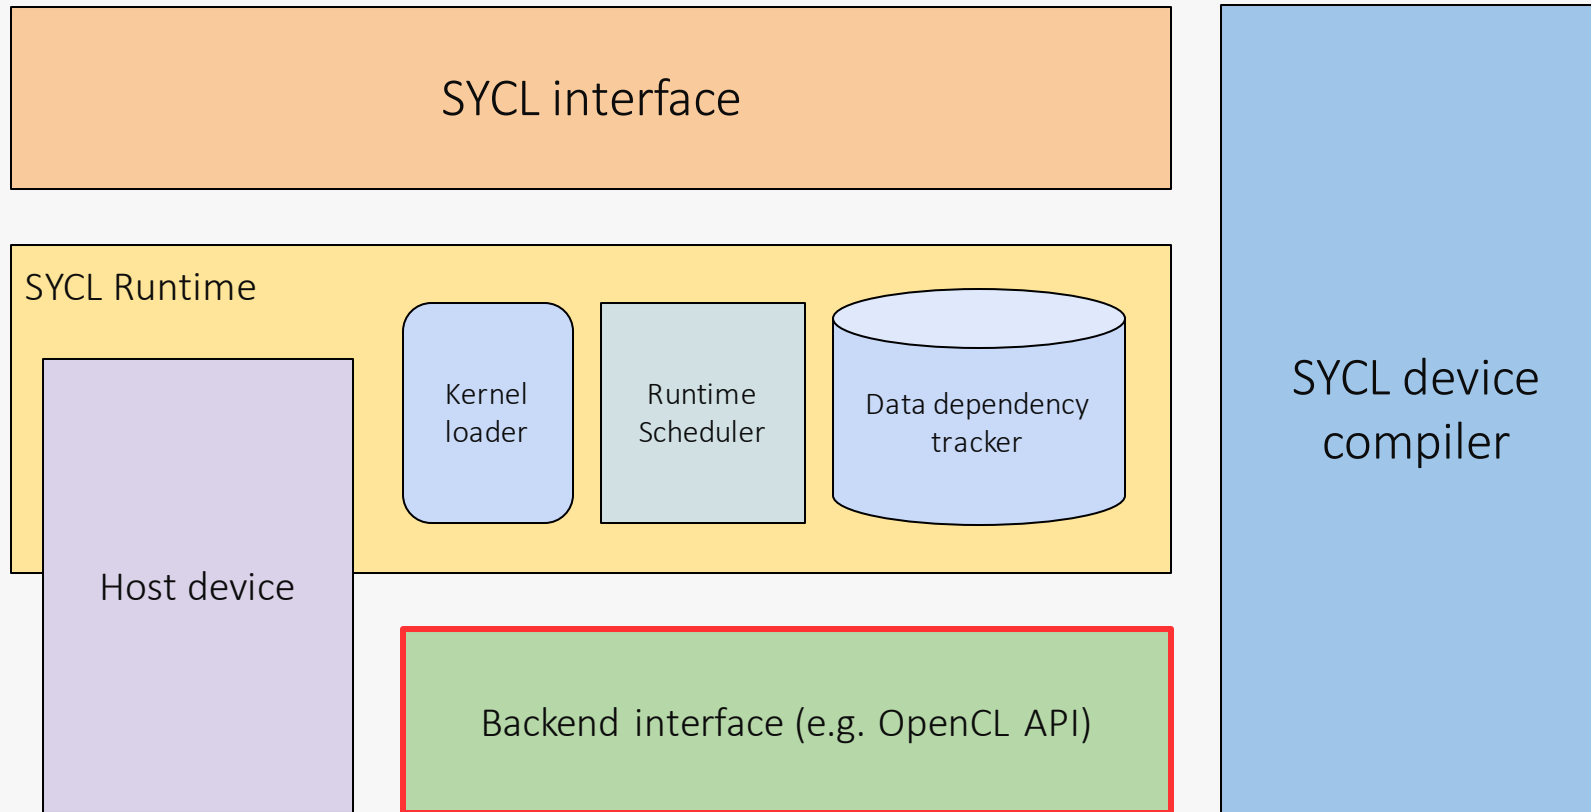 SYCL interface
SYCL Runtime
Kernel
loader
Runtime
Scheduler
Data dependency
tracker
Host device
Backend interface (e.g. OpenCL API)
SYCL device
compiler